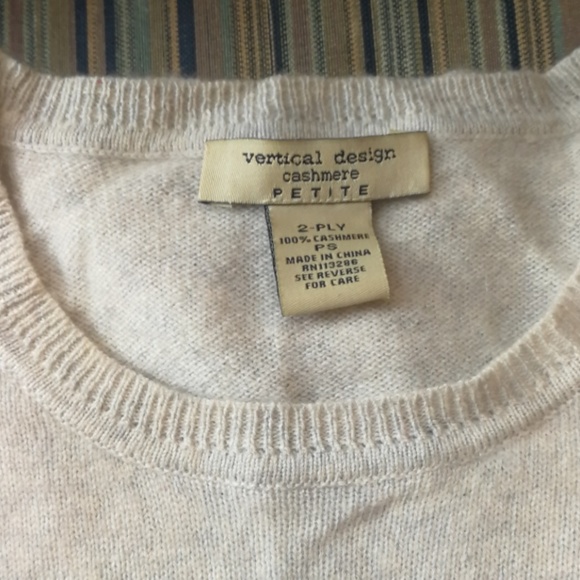 vertical design
cashmere
PETITE
2-PLY
100% CASHMERE
PS
MADE IN CHINA
RN113286
SEE REVERSE
FOR CARE